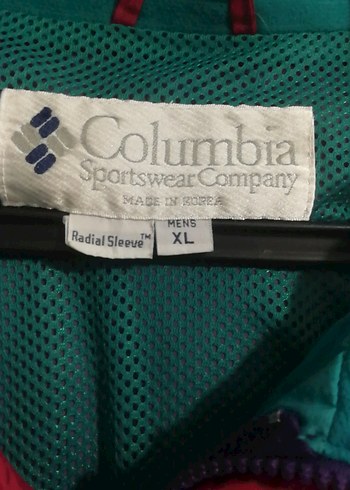 Columbia
Sportswear Company
MADE IN KOREA
Radial Sleeve™
MENS
XL